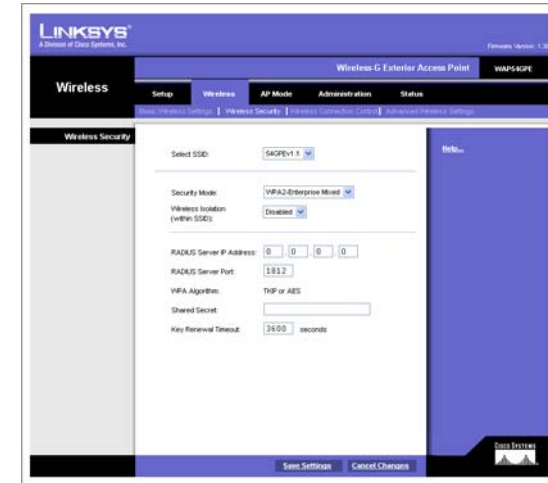 LINKSYS®
A Division of Cisco Systems, Inc.
Firmware Version: 1.3
Wireless-G Exterior Access Point
WAP54GPE
Wireless
Setup
Wireless
AP Mode
Administration
Status
Basic Wireless Settings | Wireless Security | Wireless Connection Control | Advanced Wireless Settings
Wireless Security
Help...
Select SSID:
54GPEv1.1
Security Mode:
WPA2-Enterprise Mixed
Wireless Isolation
(within SSID):
Disabled
RADIUS Server IP Address:
0 . 0 . 0 . 0
RADIUS Server Port:
1812
WPA Algorithm:
TKIP or AES
Shared Secret:
Key Renewal Timeout:
3600 seconds
Save Settings
Cancel Changes
CISCO SYSTEMS